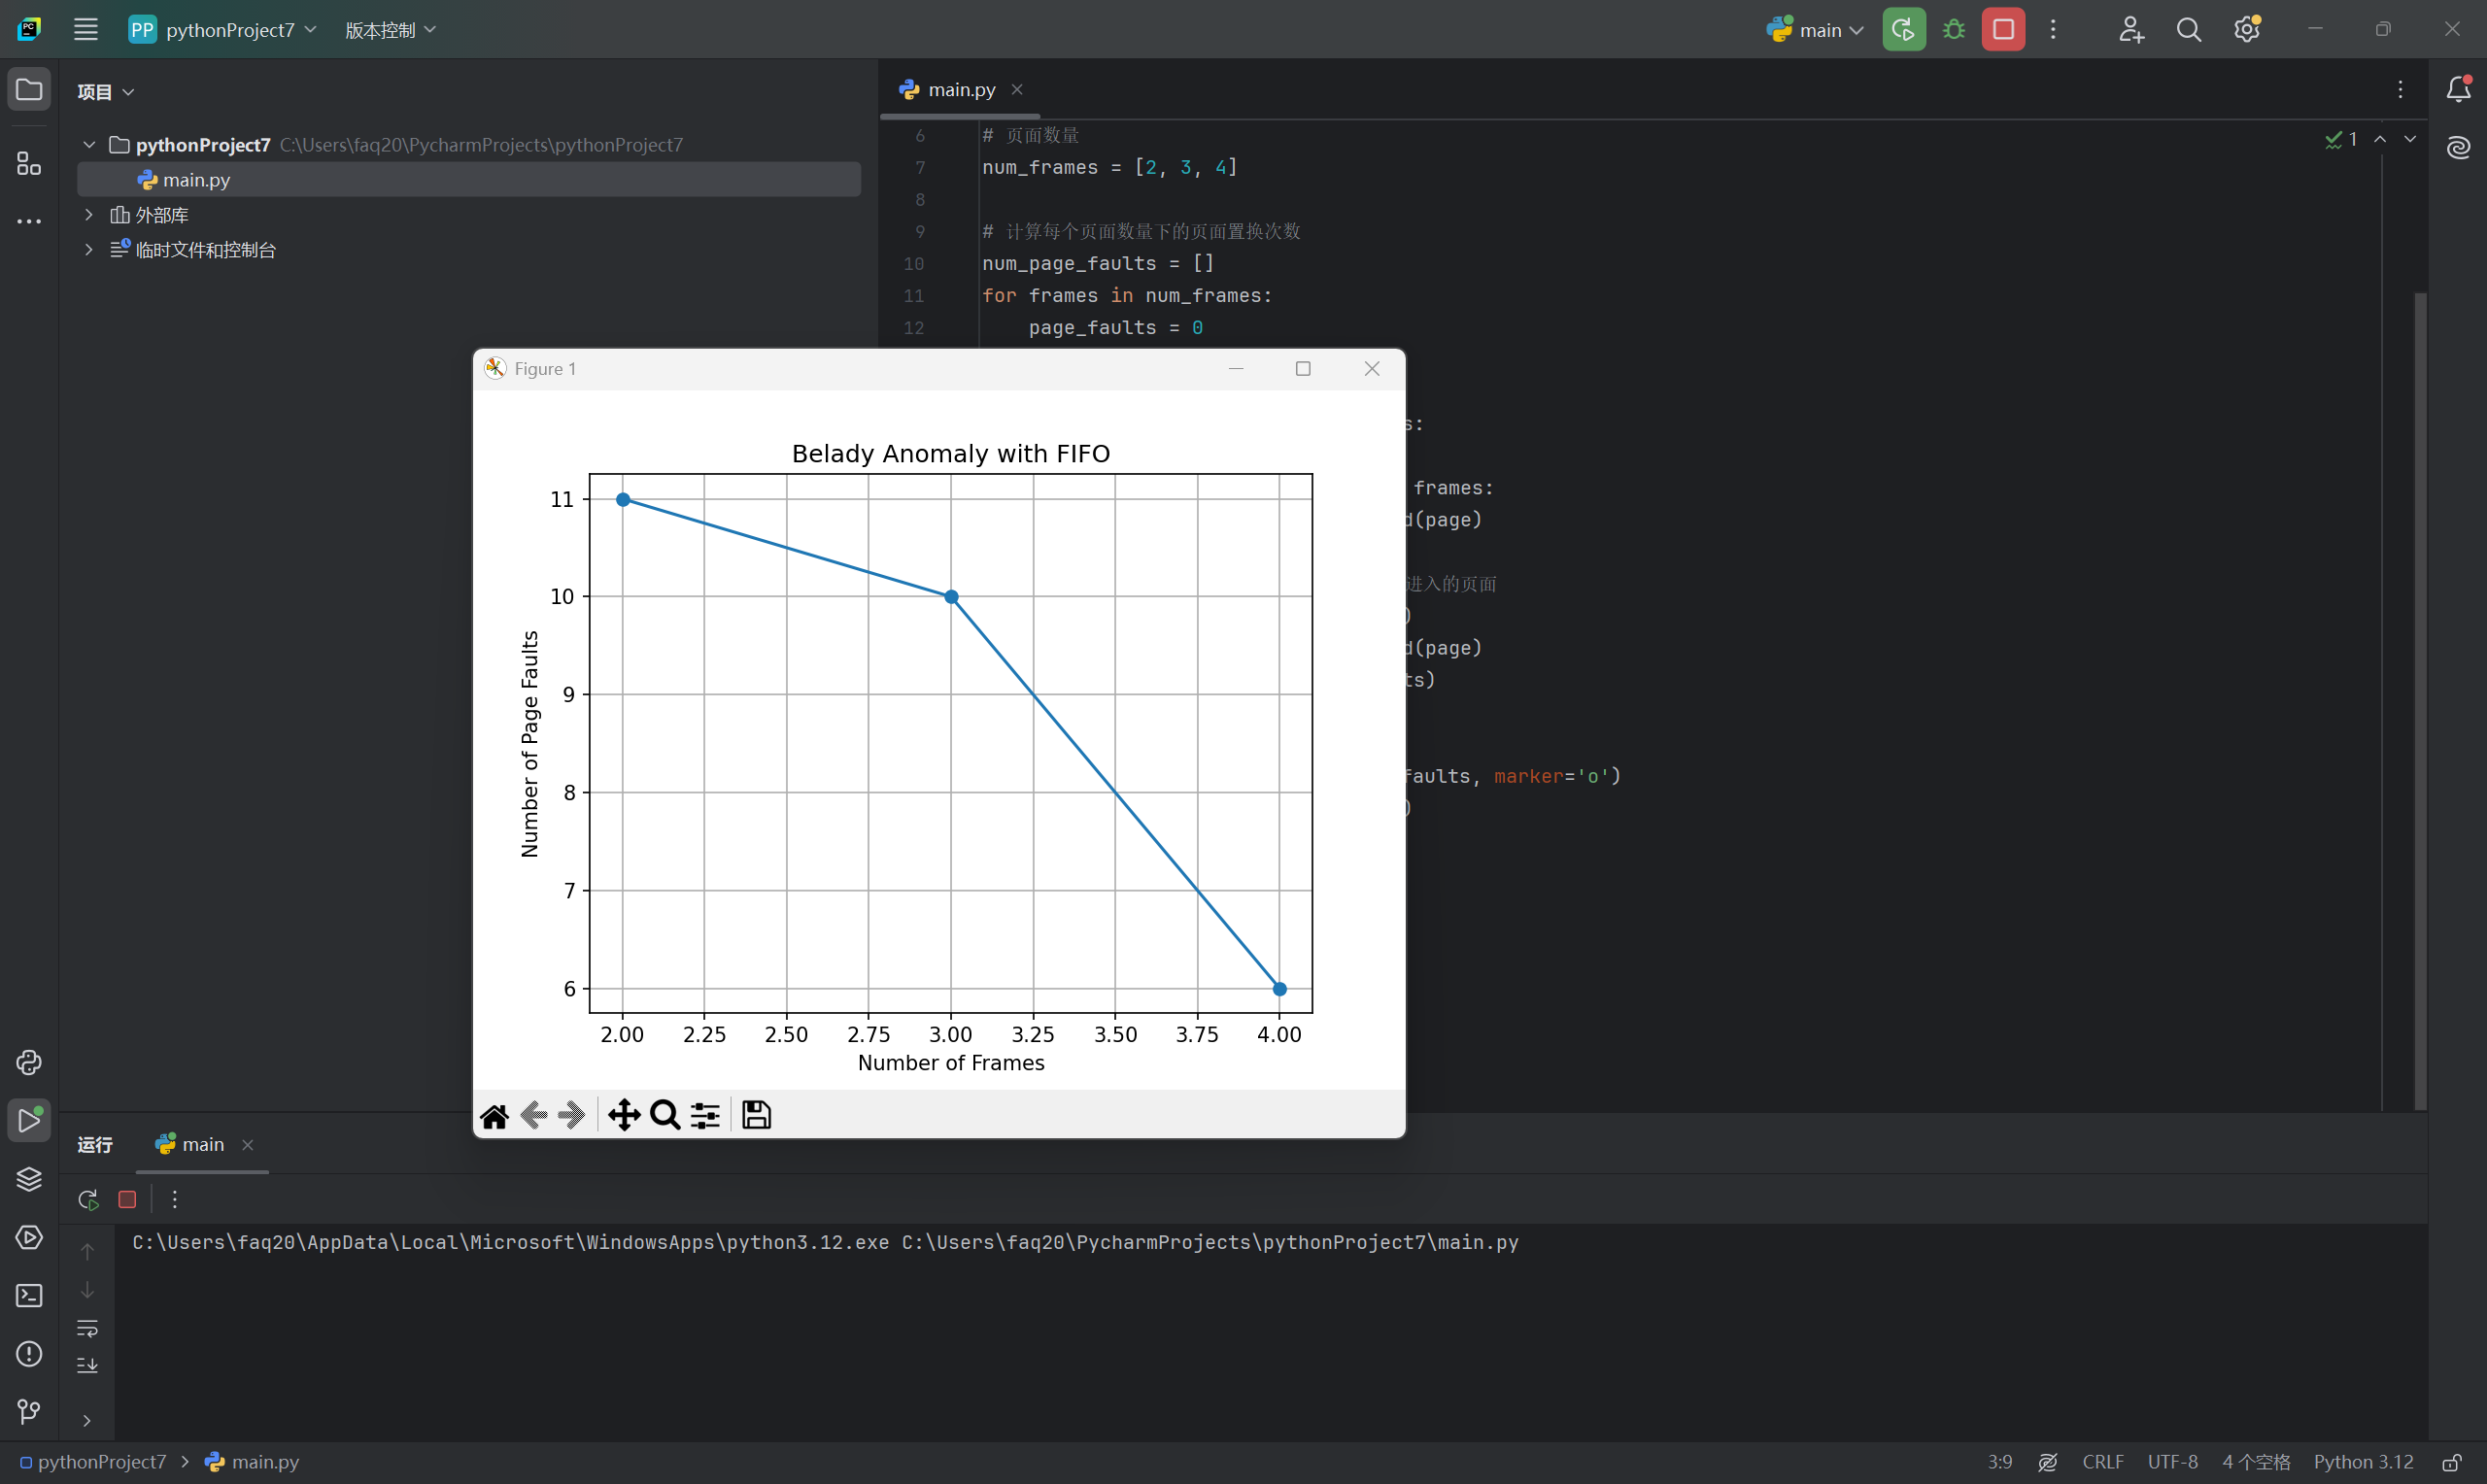 PP pythonProject7 版本控制 main
项目
pythonProject7 C:\Users\faq20\PycharmProjects\pythonProject7
main.py
外部库
临时文件和控制台
main.py
1
6 # 页面数量
7 num_frames = [2, 3, 4]
8
9 # 计算每个页面数量下的页面置换次数
10 num_page_faults = []
11 for frames in num_frames:
12 page_faults = 0
s:
frames:
d(page)
进入的页面
)
d(page)
ts)
faults, marker='o')
)
Figure 1
Belady Anomaly with FIFO
11
10
9
8
7
6
Number of Page Faults
2.00 2.25 2.50 2.75 3.00 3.25 3.50 3.75 4.00
Number of Frames
运行 main
C:\Users\faq20\AppData\Local\Microsoft\WindowsApps\python3.12.exe C:\Users\faq20\PycharmProjects\pythonProject7\main.py
pythonProject7 main.py
3:9 CRLF UTF-8 4 个空格 Python 3.12